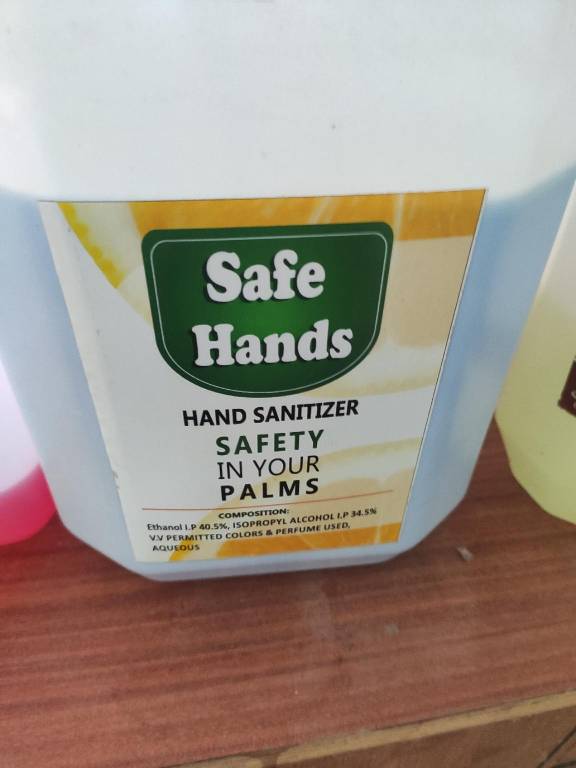 Safe
Hands
HAND SANITIZER
SAFETY
IN YOUR
PALMS
COMPOSITION:
Ethanol I.P 40.5%, ISOPROPYL ALCOHOL I.P 34.5%
V.V PERMITTED COLORS & PERFUME USED,
AQUEOUS